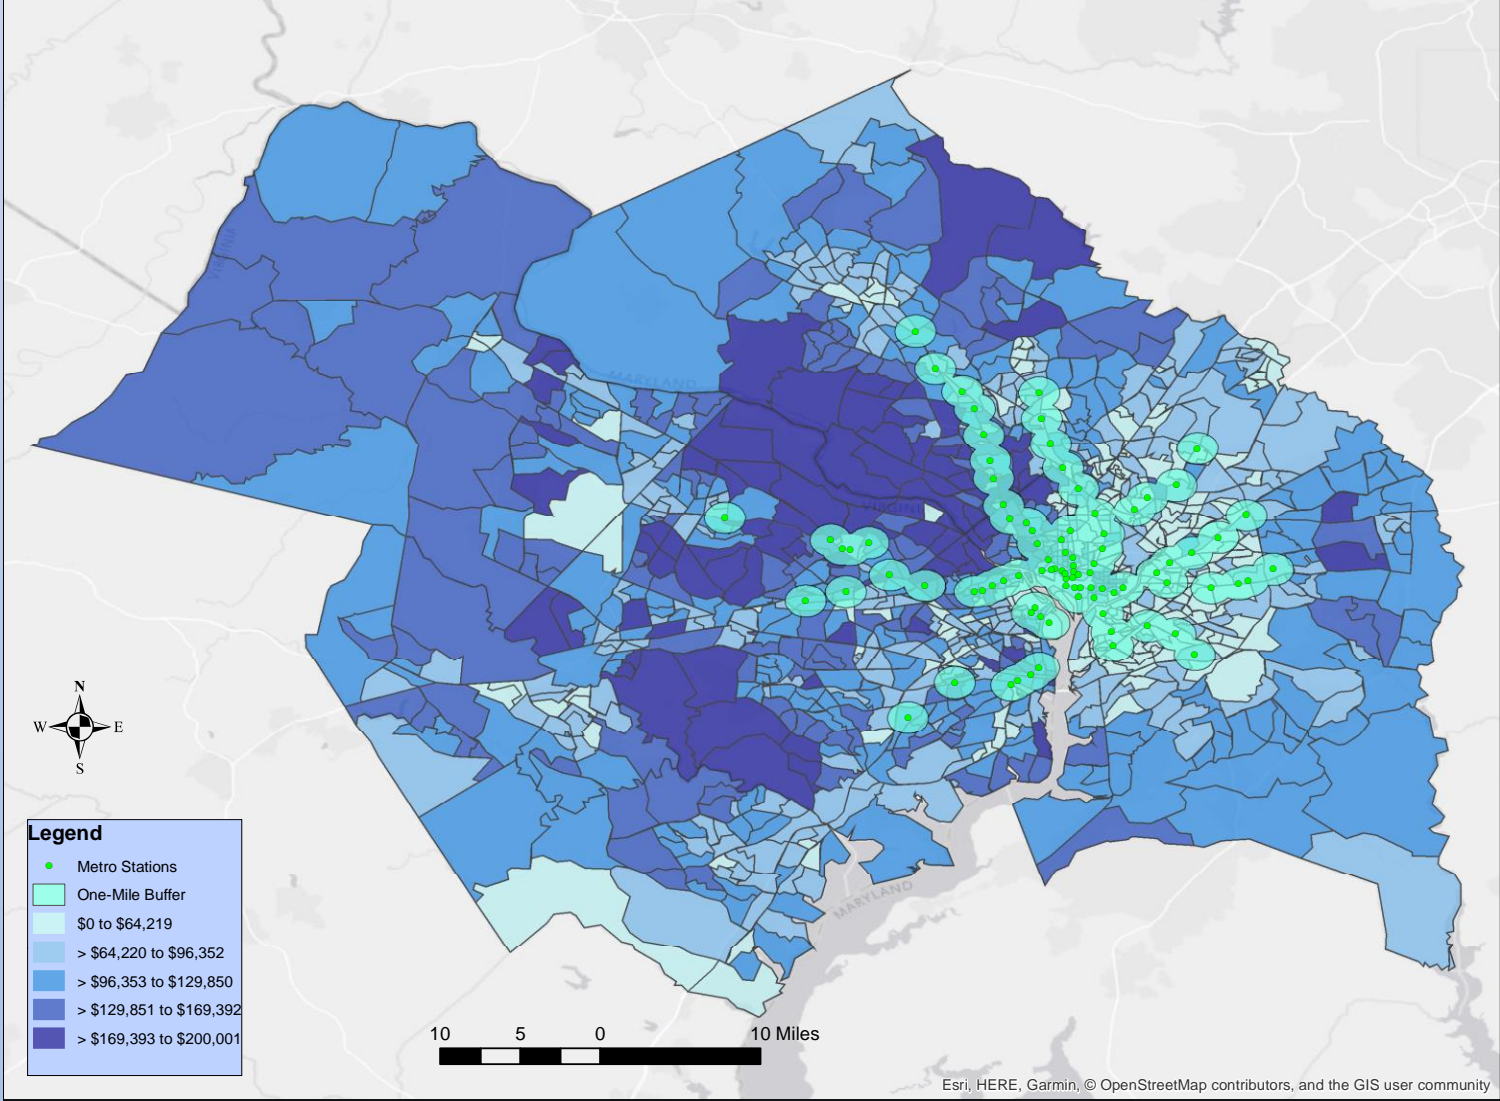 VIRGINIA
MARYLAND
VIRGINIA
MARYLAND
N
W E
S
Legend
Metro Stations
One-Mile Buffer
$0 to $64,219
> $64,220 to $96,352
> $96,353 to $129,850
> $129,851 to $169,392
> $169,393 to $200,001
10 5 0 10 Miles
Esri, HERE, Garmin, © OpenStreetMap contributors, and the GIS user community